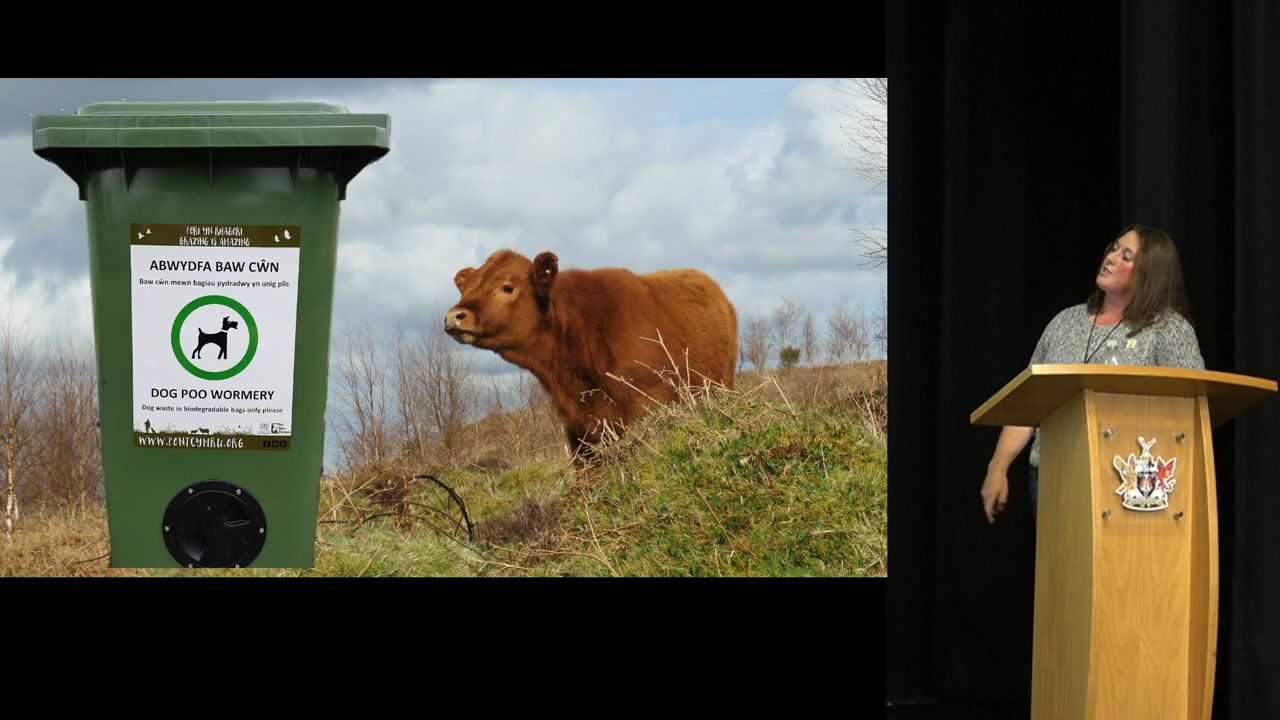 PORI YN RHAGORI
GRAZING IS AMAZING
ABWYDFA BAW CŴN
Baw cŵn mewn bagiau pydradwy yn unig plis
DOG POO WORMERY
Dog waste in biodegradable bags only please
WWW.PONTCYMRU.ORG